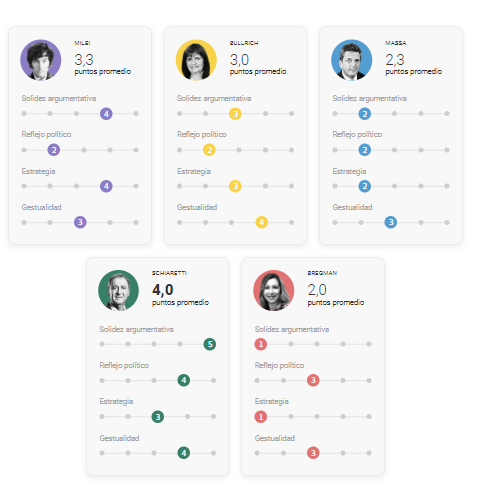 MILEI
3,3
puntos promedio
Solidez argumentativa
4
Reflejo político
2
Estrategia
4
Gestualidad
3
BULLRICH
3,0
puntos promedio
Solidez argumentativa
3
Reflejo político
2
Estrategia
3
Gestualidad
4
MASSA
2,3
puntos promedio
Solidez argumentativa
2
Reflejo político
2
Estrategia
2
Gestualidad
3
SCHIARETTI
4,0
puntos promedio
Solidez argumentativa
5
Reflejo político
4
Estrategia
3
Gestualidad
4
BREGMAN
2,0
puntos promedio
Solidez argumentativa
1
Reflejo político
3
Estrategia
1
Gestualidad
3